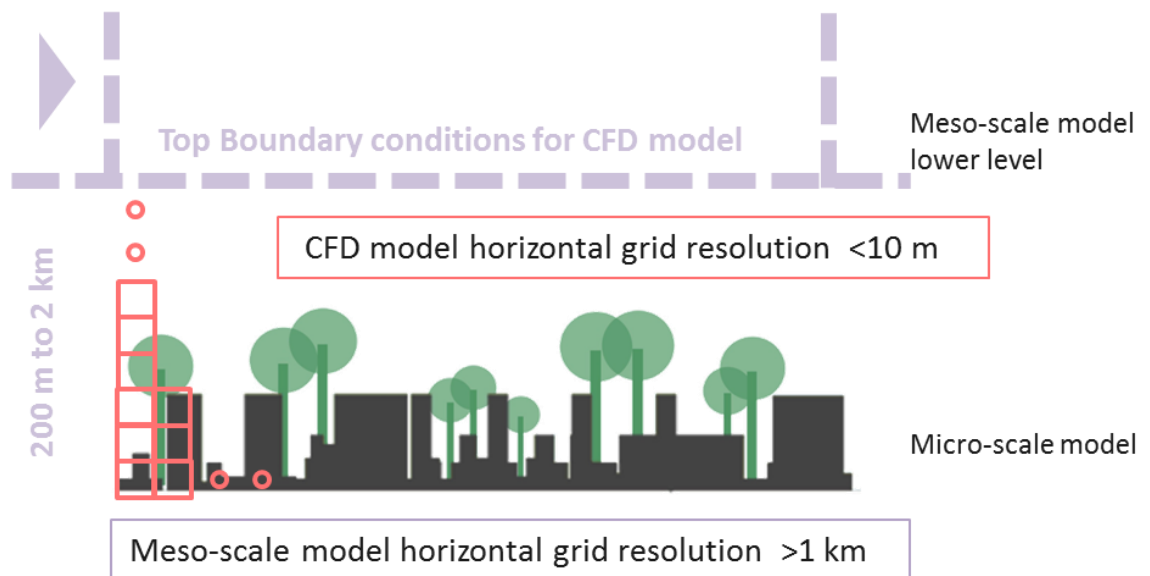 Top Boundary conditions for CFD model
Meso-scale model
lower level
CFD model horizontal grid resolution <10 m
200 m to 2 km
Micro-scale model
Meso-scale model horizontal grid resolution >1 km